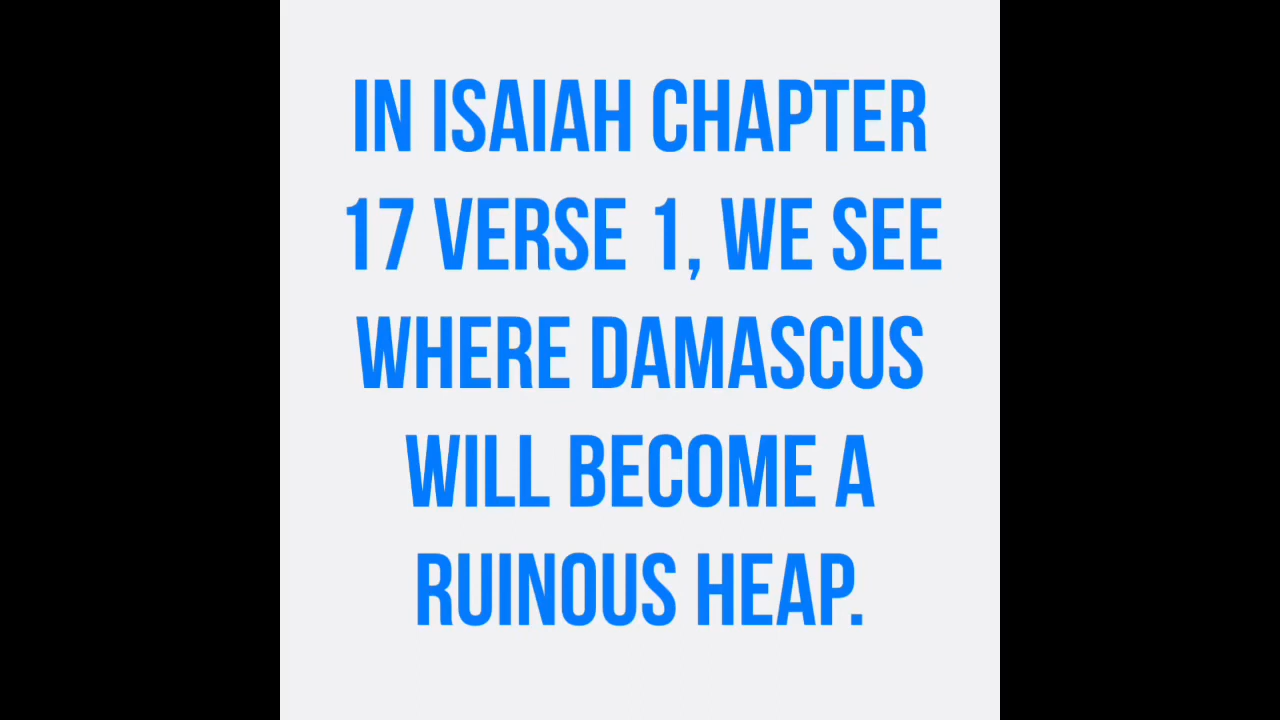 IN ISAIAH CHAPTER
17 VERSE 1, WE SEE
WHERE DAMASCUS
WILL BECOME A
RUINOUS HEAP.